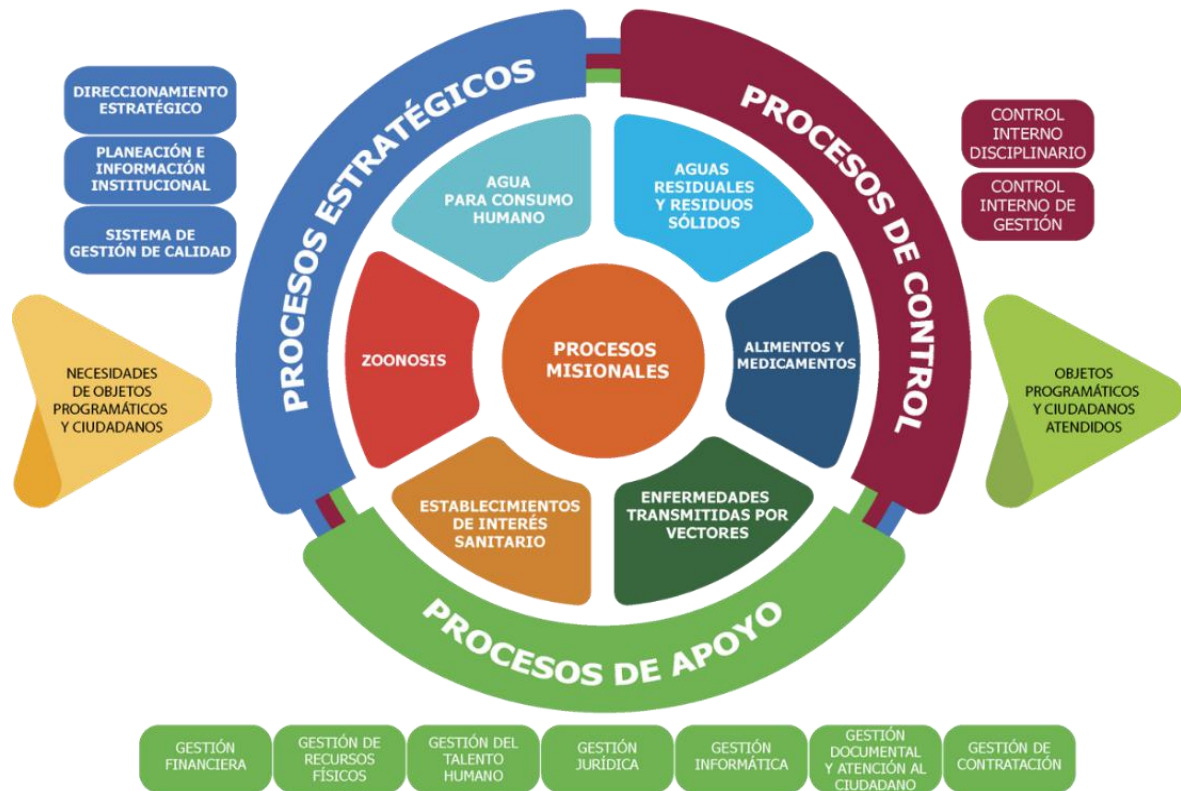 DIRECCIONAMIENTO
ESTRATÉGICO
PLANEACIÓN E
INFORMACIÓN
INSTITUCIONAL
SISTEMA DE
GESTIÓN DE CALIDAD
NECESIDADES
DE OBJETOS
PROGRAMÁTICOS
Y CIUDADANOS
PROCESOS ESTRATÉGICOS
PROCESOS DE CONTROL
CONTROL
INTERNO
DISCIPLINARIO
CONTROL
INTERNO DE
GESTIÓN
AGUA
PARA CONSUMO
HUMANO
AGUAS
RESIDUALES
Y RESIDUOS
SÓLIDOS
ZOONOSIS
PROCESOS
MISIONALES
ALIMENTOS Y
MEDICAMENTOS
ESTABLECIMIENTOS
DE INTERÉS
SANITARIO
ENFERMEDADES
TRANSMITIDAS POR
VECTORES
OBJETOS
PROGRAMÁTICOS
Y CIUDADANOS
ATENDIDOS
PROCESOS DE APOYO
GESTIÓN
FINANCIERA
GESTIÓN DE
RECURSOS
FÍSICOS
GESTIÓN DEL
TALENTO
HUMANO
GESTIÓN
JURÍDICA
GESTIÓN
INFORMÁTICA
GESTIÓN
DOCUMENTAL
Y ATENCIÓN AL
CIUDADANO
GESTIÓN DE
CONTRATACIÓN